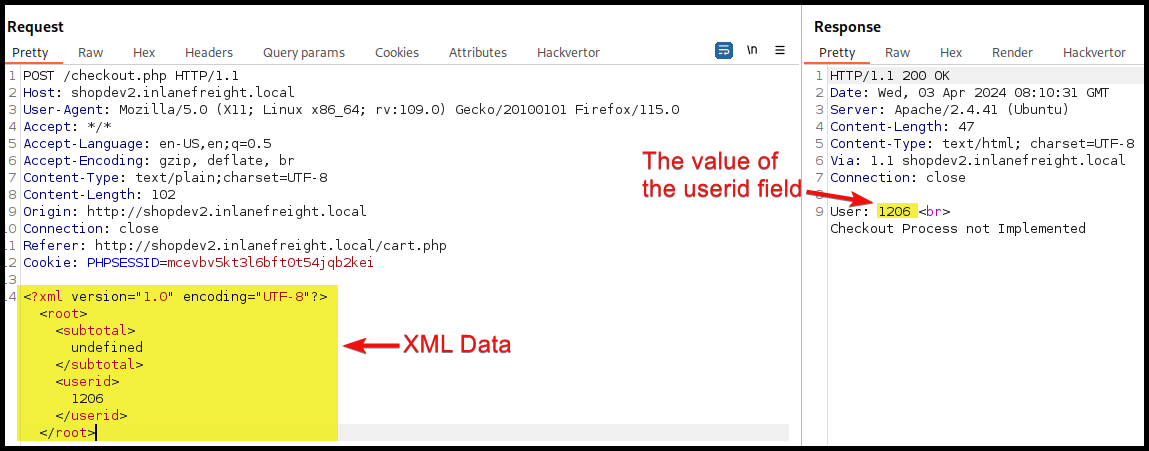 Request
Pretty Raw Hex Headers Query params Cookies Attributes Hackvertor \n
1 POST /checkout.php HTTP/1.1
2 Host: shopdev2.inlanefreight.local
3 User-Agent: Mozilla/5.0 (X11; Linux x86_64; rv:109.0) Gecko/20100101 Firefox/115.0
4 Accept: */*
5 Accept-Language: en-US,en;q=0.5
6 Accept-Encoding: gzip, deflate, br
7 Content-Type: text/plain;charset=UTF-8
8 Content-Length: 102
9 Origin: http://shopdev2.inlanefreight.local
10 Connection: close
11 Referer: http://shopdev2.inlanefreight.local/cart.php
12 Cookie: PHPSESSID=mcevbv5kt3l6bft0t54jqb2kei
13
14 <?xml version="1.0" encoding="UTF-8"?>
<root>
<subtotal>
undefined
</subtotal>
<userid>
1206
</userid>
</root>
XML Data
The value of
the userid field
Response
Pretty Raw Hex Render Hackvertor
1 HTTP/1.1 200 OK
2 Date: Wed, 03 Apr 2024 08:10:31 GMT
3 Server: Apache/2.4.41 (Ubuntu)
4 Content-Length: 47
5 Content-Type: text/html; charset=UTF-8
6 Via: 1.1 shopdev2.inlanefreight.local
7 Connection: close
8
9 User: 1206 <br>
Checkout Process not Implemented